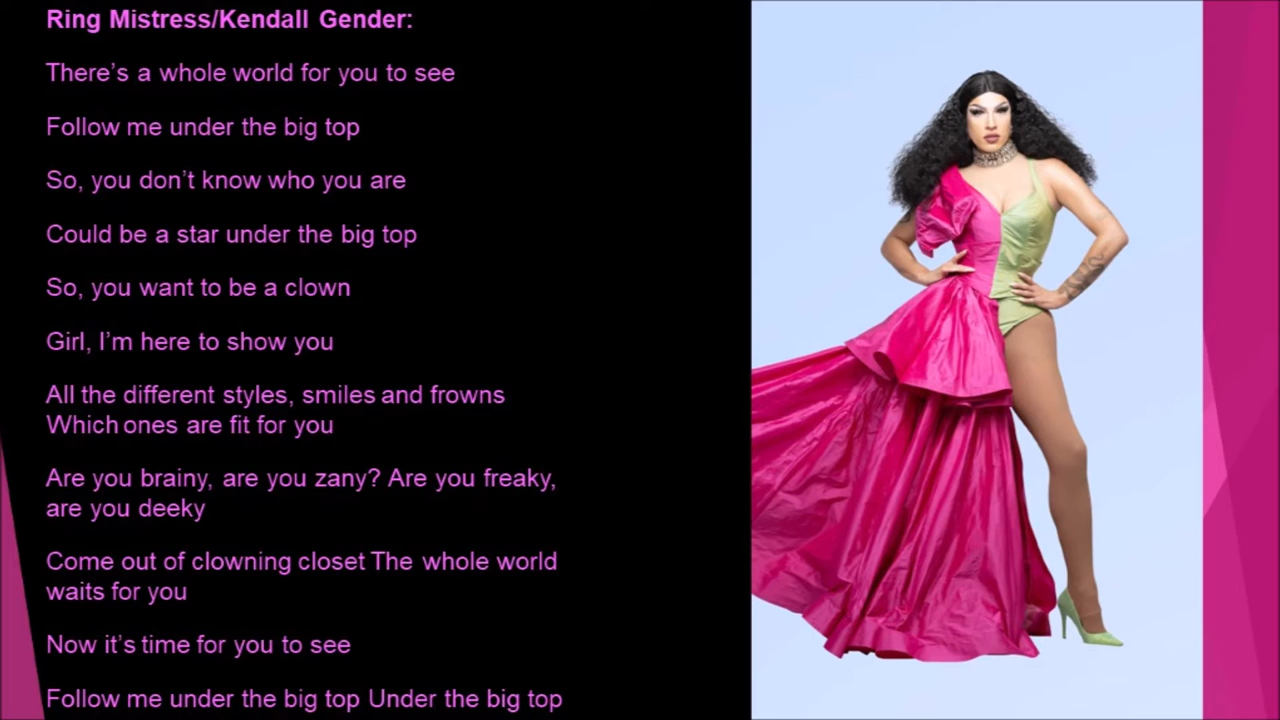 Ring Mistress/Kendall Gender:
There's a whole world for you to see
Follow me under the big top
So, you don't know who you are
Could be a star under the big top
So, you want to be a clown
Girl, I'm here to show you
All the different styles, smiles and frowns
Which ones are fit for you
Are you brainy, are you zany? Are you freaky,
are you deeky
Come out of clowning closet The whole world
waits for you
Now it's time for you to see
Follow me under the big top Under the big top